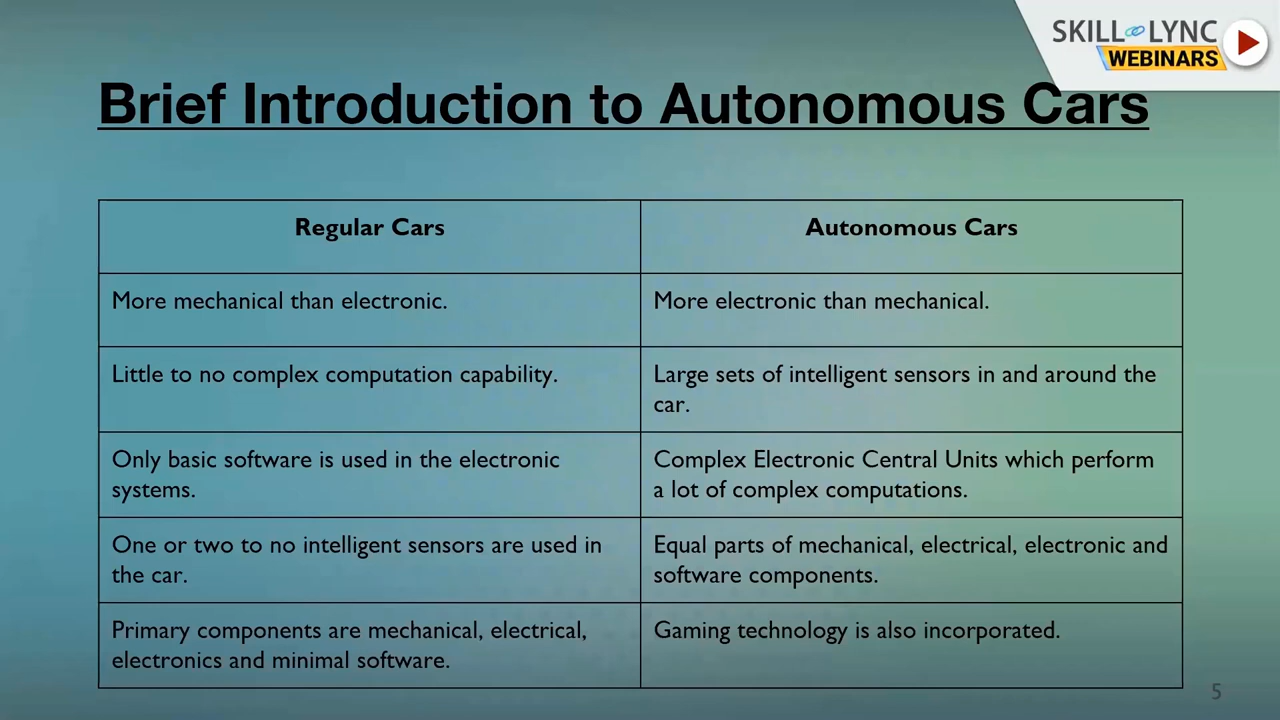 SKILL LYNC
WEBINARS
Brief Introduction to Autonomous Cars
Regular Cars
Autonomous Cars
More mechanical than electronic.
More electronic than mechanical.
Little to no complex computation capability.
Large sets of intelligent sensors in and around the
car.
Only basic software is used in the electronic
systems.
Complex Electronic Central Units which perform
a lot of complex computations.
One or two to no intelligent sensors are used in
the car.
Equal parts of mechanical, electrical, electronic and
software components.
Primary components are mechanical, electrical,
electronics and minimal software.
Gaming technology is also incorporated.
5